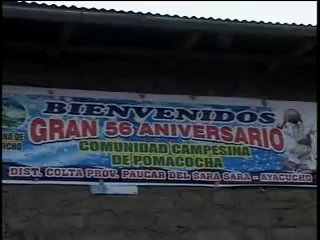 BIENVENIDOS
GRAN 56 ANIVERSARIO
COMUNIDAD CAMPESINA
DE POMACOCHA
DIST. COLTA PROV. PAUCAR DEL SARA SARA - AYACUCHO